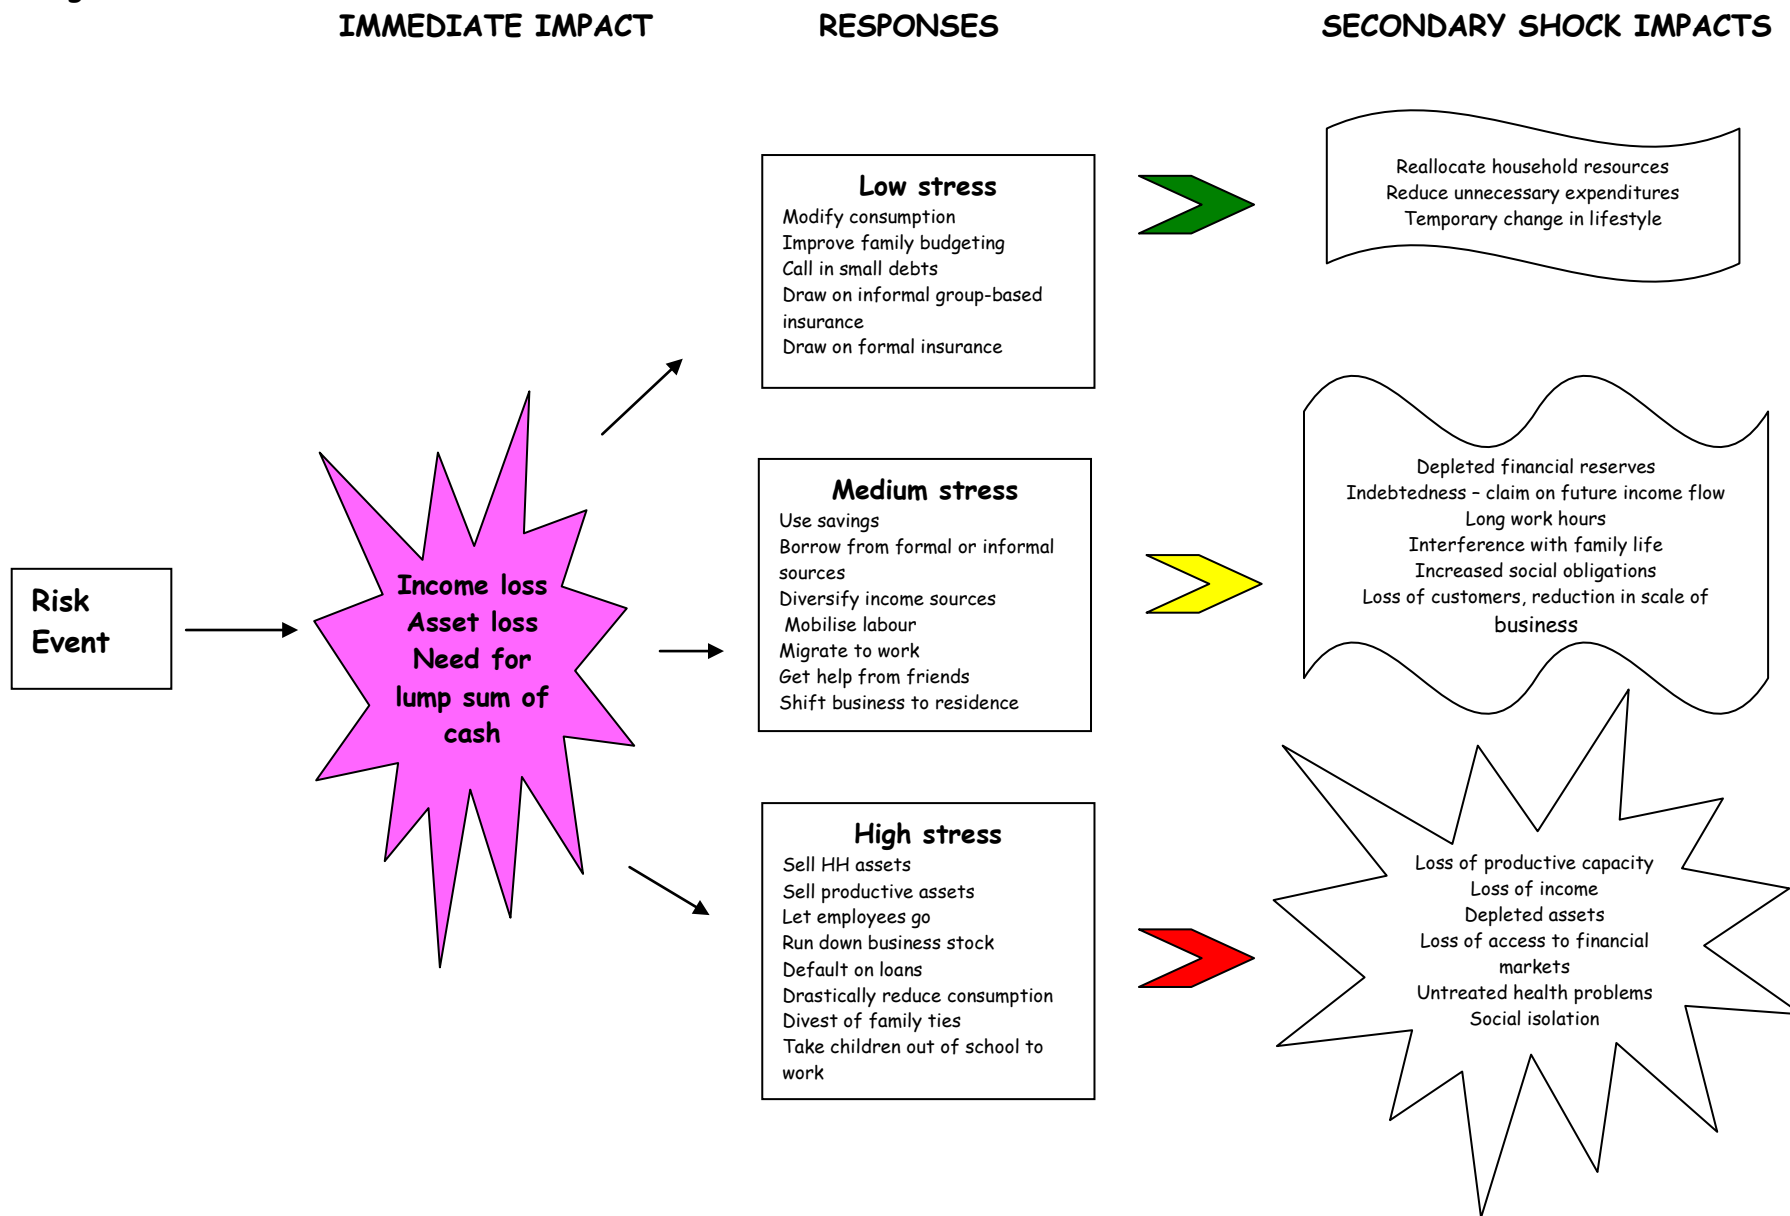 IMMEDIATE IMPACT
RESPONSES
SECONDARY SHOCK IMPACTS
Risk
Event
Income loss
Asset loss
Need for
lump sum of
cash
Low stress
Modify consumption
Improve family budgeting
Call in small debts
Draw on informal group-based
insurance
Draw on formal insurance
Reallocate household resources
Reduce unnecessary expenditures
Temporary change in lifestyle
Medium stress
Use savings
Borrow from formal or informal
sources
Diversify income sources
Mobilise labour
Migrate to work
Get help from friends
Shift business to residence
Depleted financial reserves
Indebtedness – claim on future income flow
Long work hours
Interference with family life
Increased social obligations
Loss of customers, reduction in scale of
business
High stress
Sell HH assets
Sell productive assets
Let employees go
Run down business stock
Default on loans
Drastically reduce consumption
Divest of family ties
Take children out of school to
work
Loss of productive capacity
Loss of income
Depleted assets
Loss of access to financial
markets
Untreated health problems
Social isolation